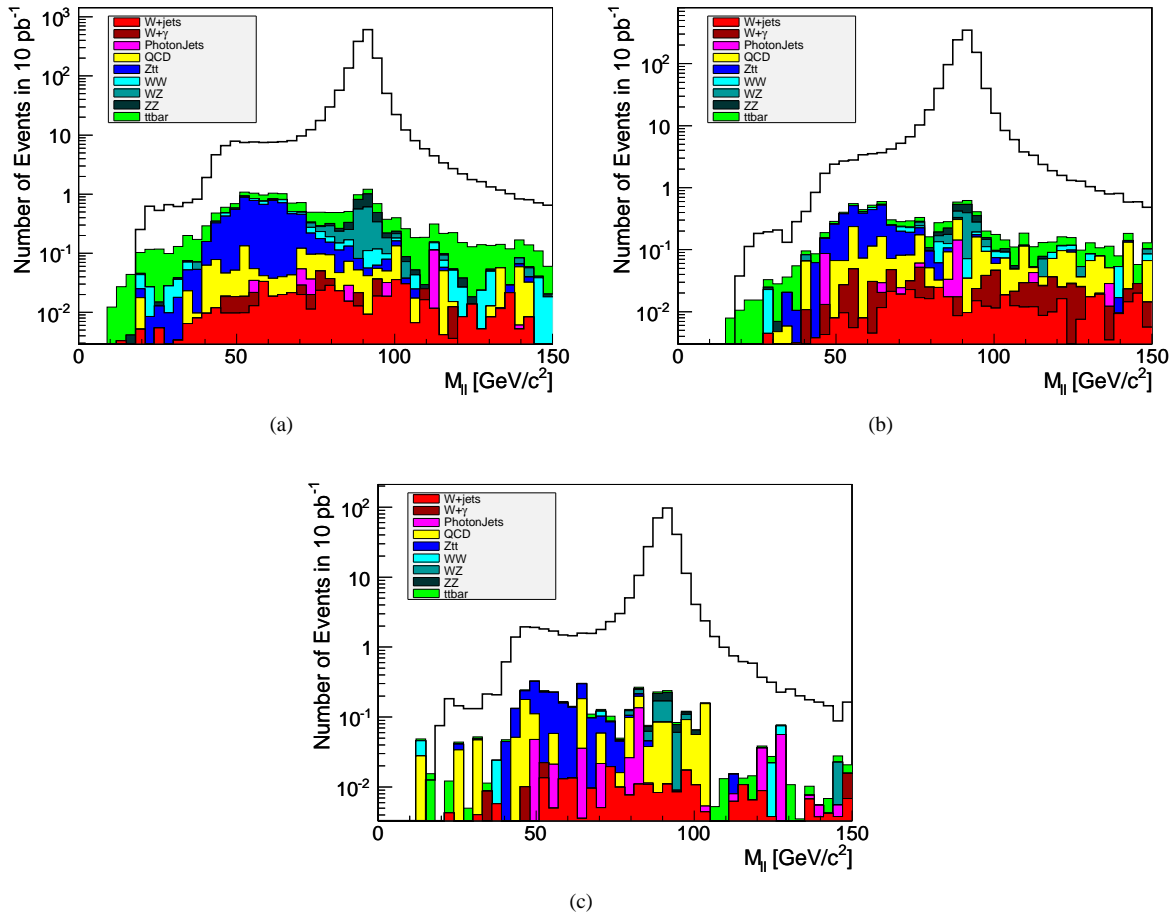 10³
10²
10
1
10⁻¹
10⁻²
Number of Events in 10 pb⁻¹
W+jets
W+γ
PhotonJets
QCD
Ztt
WW
WZ
ZZ
ttbar
0 50 100 150
M_ll [GeV/c²]
(a)
10²
10
1
10⁻¹
10⁻²
Number of Events in 10 pb⁻¹
W+jets
W+γ
PhotonJets
QCD
Ztt
WW
WZ
ZZ
ttbar
0 50 100 150
M_ll [GeV/c²]
(b)
10²
10
1
10⁻¹
10⁻²
Number of Events in 10 pb⁻¹
W+jets
W+γ
PhotonJets
QCD
Ztt
WW
WZ
ZZ
ttbar
0 50 100 150
M_ll [GeV/c²]
(c)